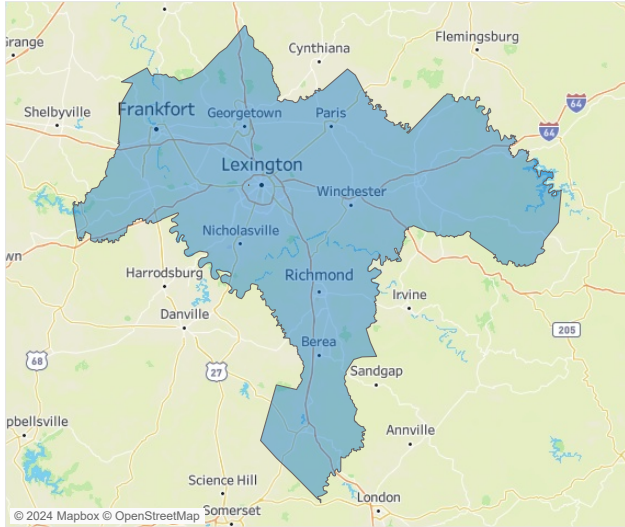 Flemingsburg
Grange
Cynthiana
64
Shelbyville
Frankfort
Georgetown
Paris
64
Lexington
Winchester
Nicholasville
wn
Harrodsburg
Richmond
Irvine
Danville
205
Berea
68
27
Sandgap
pbellsville
Annville
Science Hill
London
Somerset
© 2024 Mapbox © OpenStreetMap